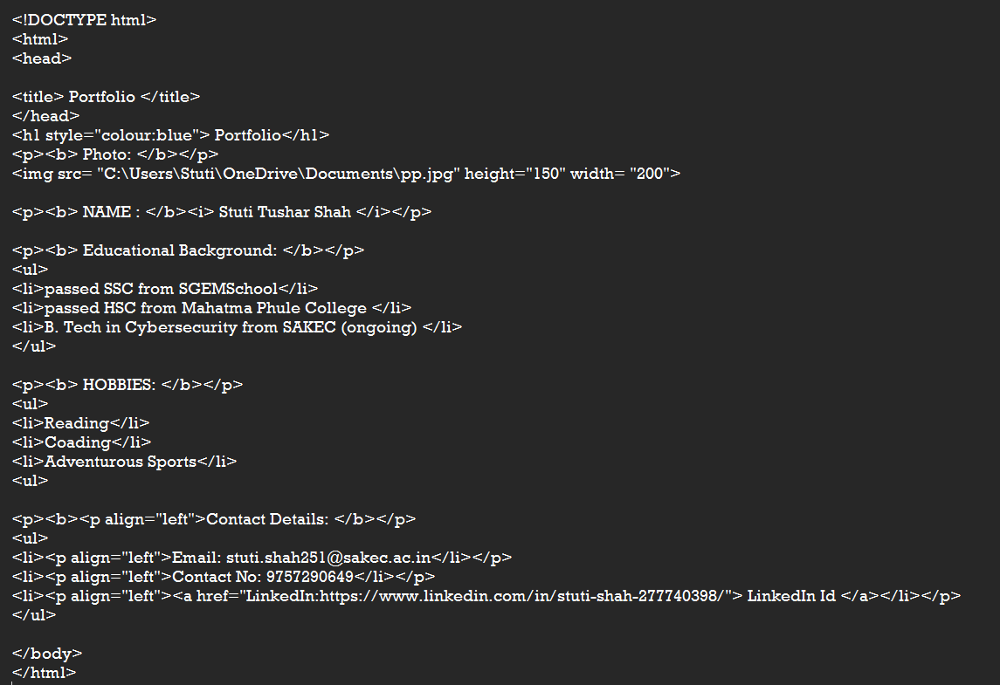 <!DOCTYPE html>
<html>
<head>
<title> Portfolio </title>
</head>
<h1 style="colour:blue"> Portfolio</h1>
<p><b> Photo: </b></p>
<img src= "C:\Users\Stuti\OneDrive\Documents\pp.jpg" height="150" width= "200">
<p><b> NAME : </b><i> Stuti Tushar Shah </i></p>
<p><b> Educational Background: </b></p>
<ul>
<li>passed SSC from SGEMSchool</li>
<li>passed HSC from Mahatma Phule College </li>
<li>B. Tech in Cybersecurity from SAKEC (ongoing) </li>
</ul>
<p><b> HOBBIES: </b></p>
<ul>
<li>Reading</li>
<li>Coading</li>
<li>Adventurous Sports</li>
<ul>
<p><b><p align="left">Contact Details: </b></p>
<ul>
<li><p align="left">Email: stuti.shah251@sakec.ac.in</li></p>
<li><p align="left">Contact No: 9757290649</li></p>
<li><p align="left"><a href="LinkedIn:https://www.linkedin.com/in/stuti-shah-277740398/"> LinkedIn Id </a></li></p>
</ul>
</body>
</html>